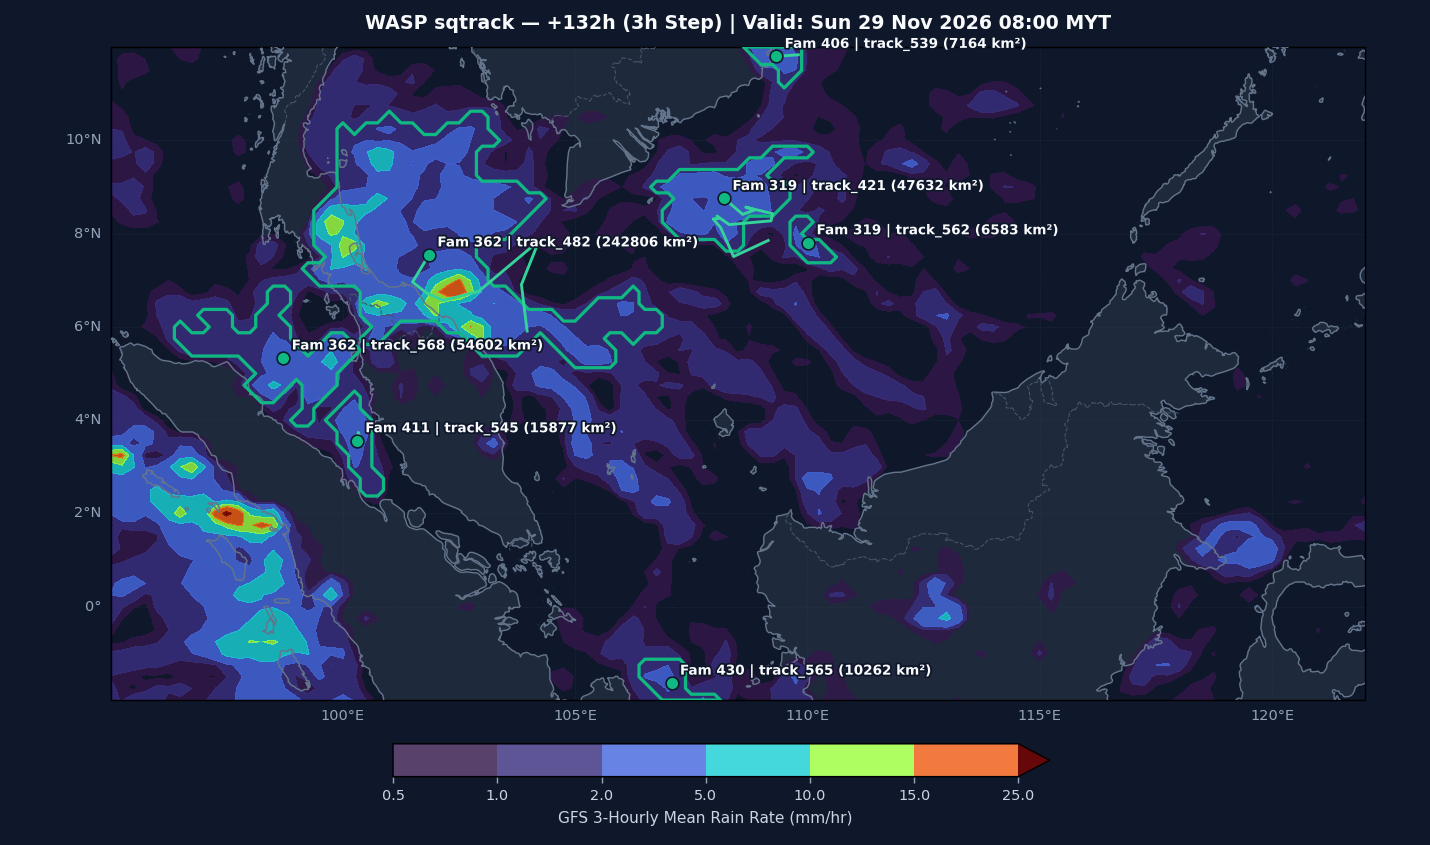 WASP sqtrack — +132h (3h Step) | Valid: Sun 29 Nov 2026 08:00 MYT
Fam 406 | track_539 (7164 km²)
10°N
Fam 319 | track_421 (47632 km²)
8°N
Fam 319 | track_562 (6583 km²)
Fam 362 | track_482 (242806 km²)
6°N
Fam 362 | track_568 (54602 km²)
4°N
Fam 411 | track_545 (15877 km²)
2°N
0°
Fam 430 | track_565 (10262 km²)
100°E 105°E 110°E 115°E 120°E
0.5 1.0 2.0 5.0 10.0 15.0 25.0
GFS 3-Hourly Mean Rain Rate (mm/hr)